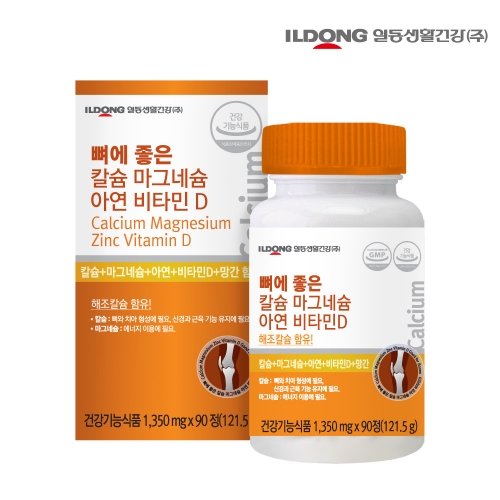 ILDONG 일동생활건강(주)
ILDONG 일동생활건강(주)
건강
기능식품
뼈에 좋은
칼슘 마그네슘
아연 비타민 D
Calcium Magnesium
Zinc Vitamin D
Calcium
칼슘+마그네슘+아연+비타민D+망간 함
해조칼슘 함유!
• 칼슘 : 뼈와 치아 형성에 필요, 신경과 근육 기능 유지에 필요.
• 마그네슘 : 에너지 이용에 필요.
건강기능식품 1,350 mg x 90정(121.5
ILDONG 일동생활건강(주)
GMP
건강
기능식품
뼈에 좋은
칼슘 마그네슘
아연 비타민D
해조칼슘 함유!
Calcium
칼슘+마그네슘+아연+비타민D+망간
칼슘 : 뼈와 치아 형성에 필요,
신경과 근육 기능 유지에 필요.
마그네슘 : 에너지 이용에 필요.
건강기능식품 1,350 mg x 90정(121.5 g)